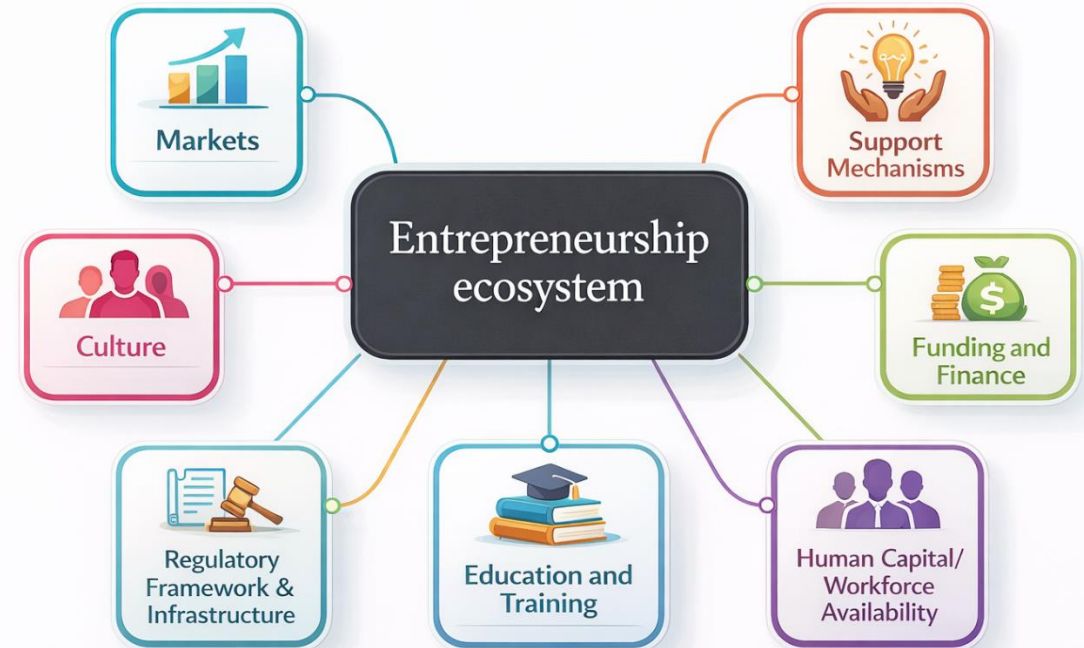 Entrepreneurship
ecosystem
Markets
Support
Mechanisms
Culture
Funding and
Finance
Regulatory
Framework &
Infrastructure
Education and
Training
Human Capital/
Workforce
Availability
$